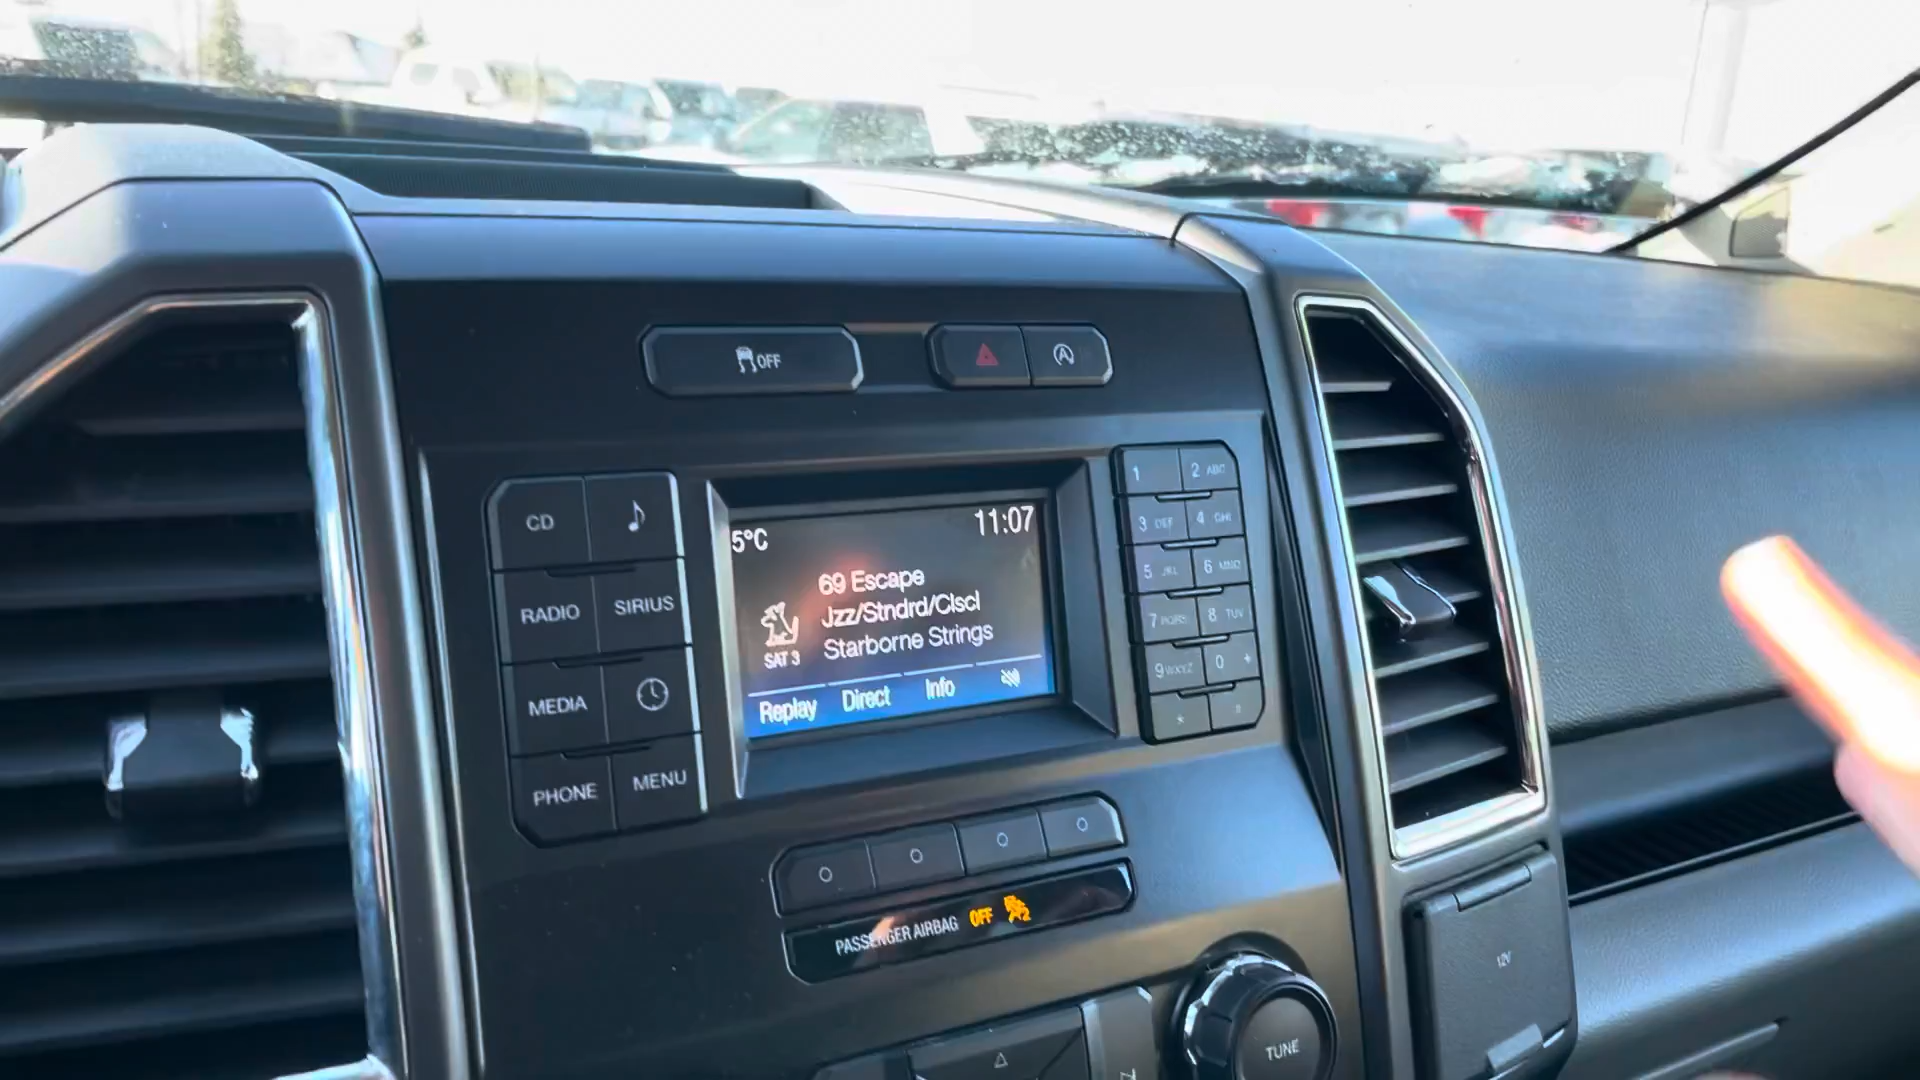 OFF
CD
RADIO
SIRIUS
MEDIA
PHONE
MENU
5°C
11:07
69 Escape
Jzz/Stndrd/Clscl
Starborne Strings
SAT 3
Replay Direct Info
1
2 ABC
3 DEF
4 GHI
5 JKL
6 MNO
7 PQRS
8 TUV
9 WXYZ
0 +
*
PASSENGER AIRBAG OFF
2
12V
TUNE